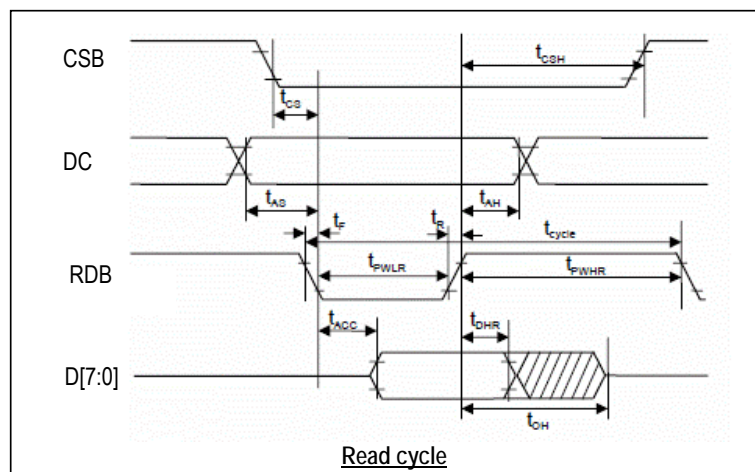 CSB
tCSH
tCS
DC
tAS
tAH
tF
tR
tcycle
RDB
tPWLR
tPWHR
tACC
tDHR
D[7:0]
tOH
Read cycle